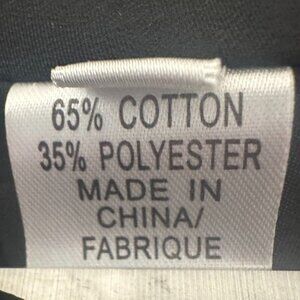 65% COTTON
35% POLYESTER
MADE IN
CHINA/
FABRIQUE